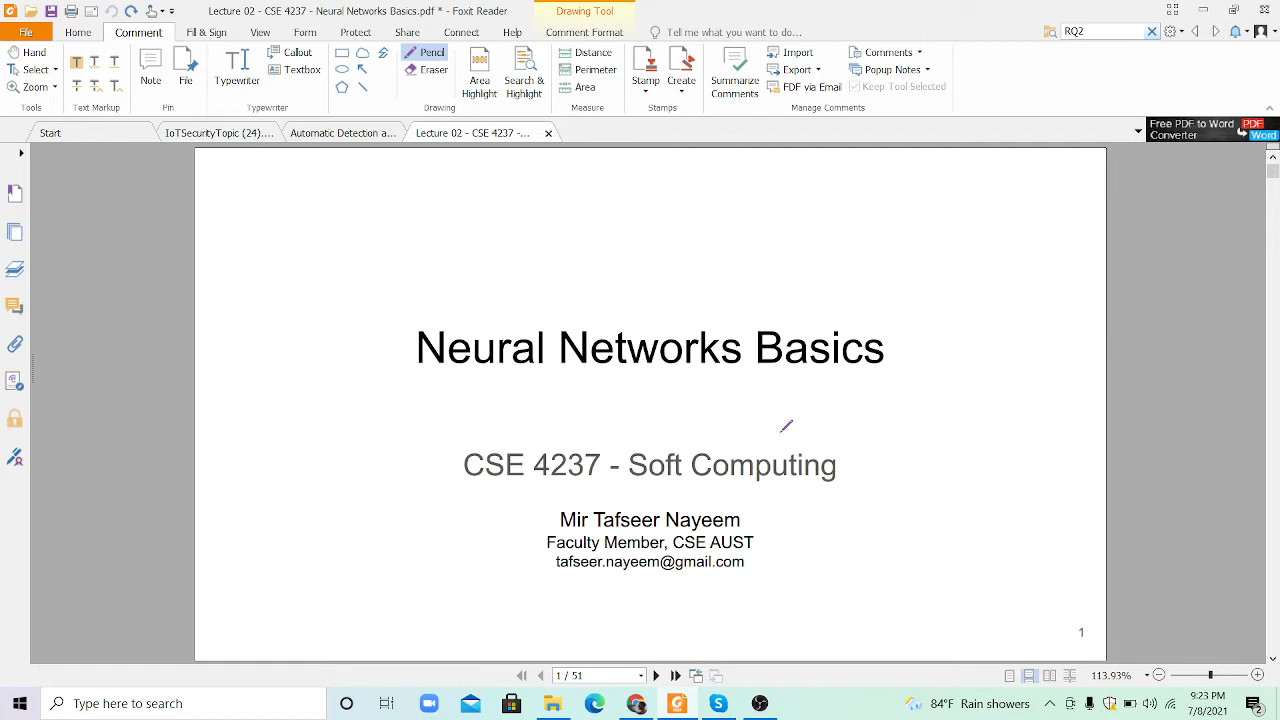 Lecture 02 - CSE 4237 - Neural Networks Basics.pdf * - Foxit Reader
Drawing Tool
File Home Comment Fill & Sign View Form Project Share Connect Help Comment Format Tell me what you want to do... RQ2
Hand
Select
Zoom
Tools
T T T
T T T
Text Markup
Note
File
Pin
Typewriter
Callout
Textbox
Typewriter
Pencil
Eraser
Drawing
Area Highlight
Search & Highlight
Distance
Perimeter
Area
Measure
Stamp
Create
Stamps
Summarize Comments
Import
Export
FDF via Email
Comments
Popup Notes
Keep Tool Selected
Manage Comments
Start IoTSecurityTopic (24).... Automatic Detection a... Lecture 02 - CSE 4237 -...
Free PDF to Word PDF
Converter Word
Neural Networks Basics
CSE 4237 - Soft Computing
Mir Tafseer Nayeem
Faculty Member, CSE AUST
tafseer.nayeem@gmail.com
1
1 / 51
113.93%
Type here to search
84°F Rain showers
9:23 PM
7/8/2021
2